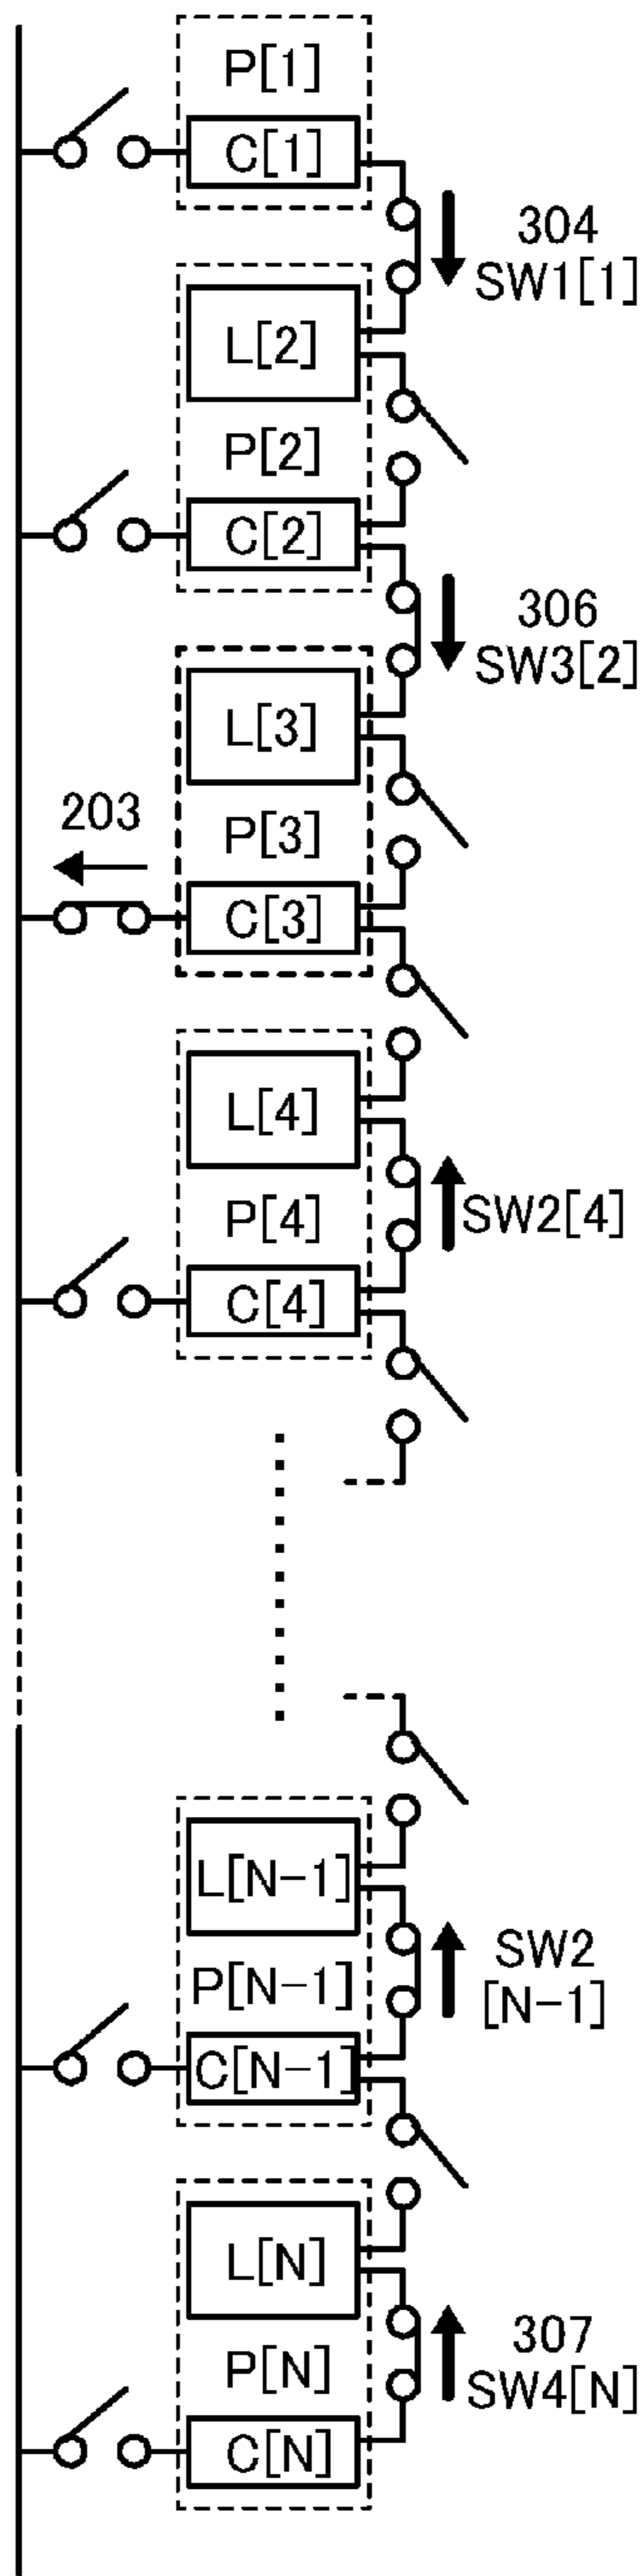 P[1]
C[1]
304
SW1[1]
L[2]
P[2]
C[2]
306
SW3[2]
L[3]
203
P[3]
C[3]
L[4]
P[4]
SW2[4]
C[4]
L[N-1]
SW2
P[N-1]
[N-1]
C[N-1]
L[N]
307
P[N]
SW4[N]
C[N]